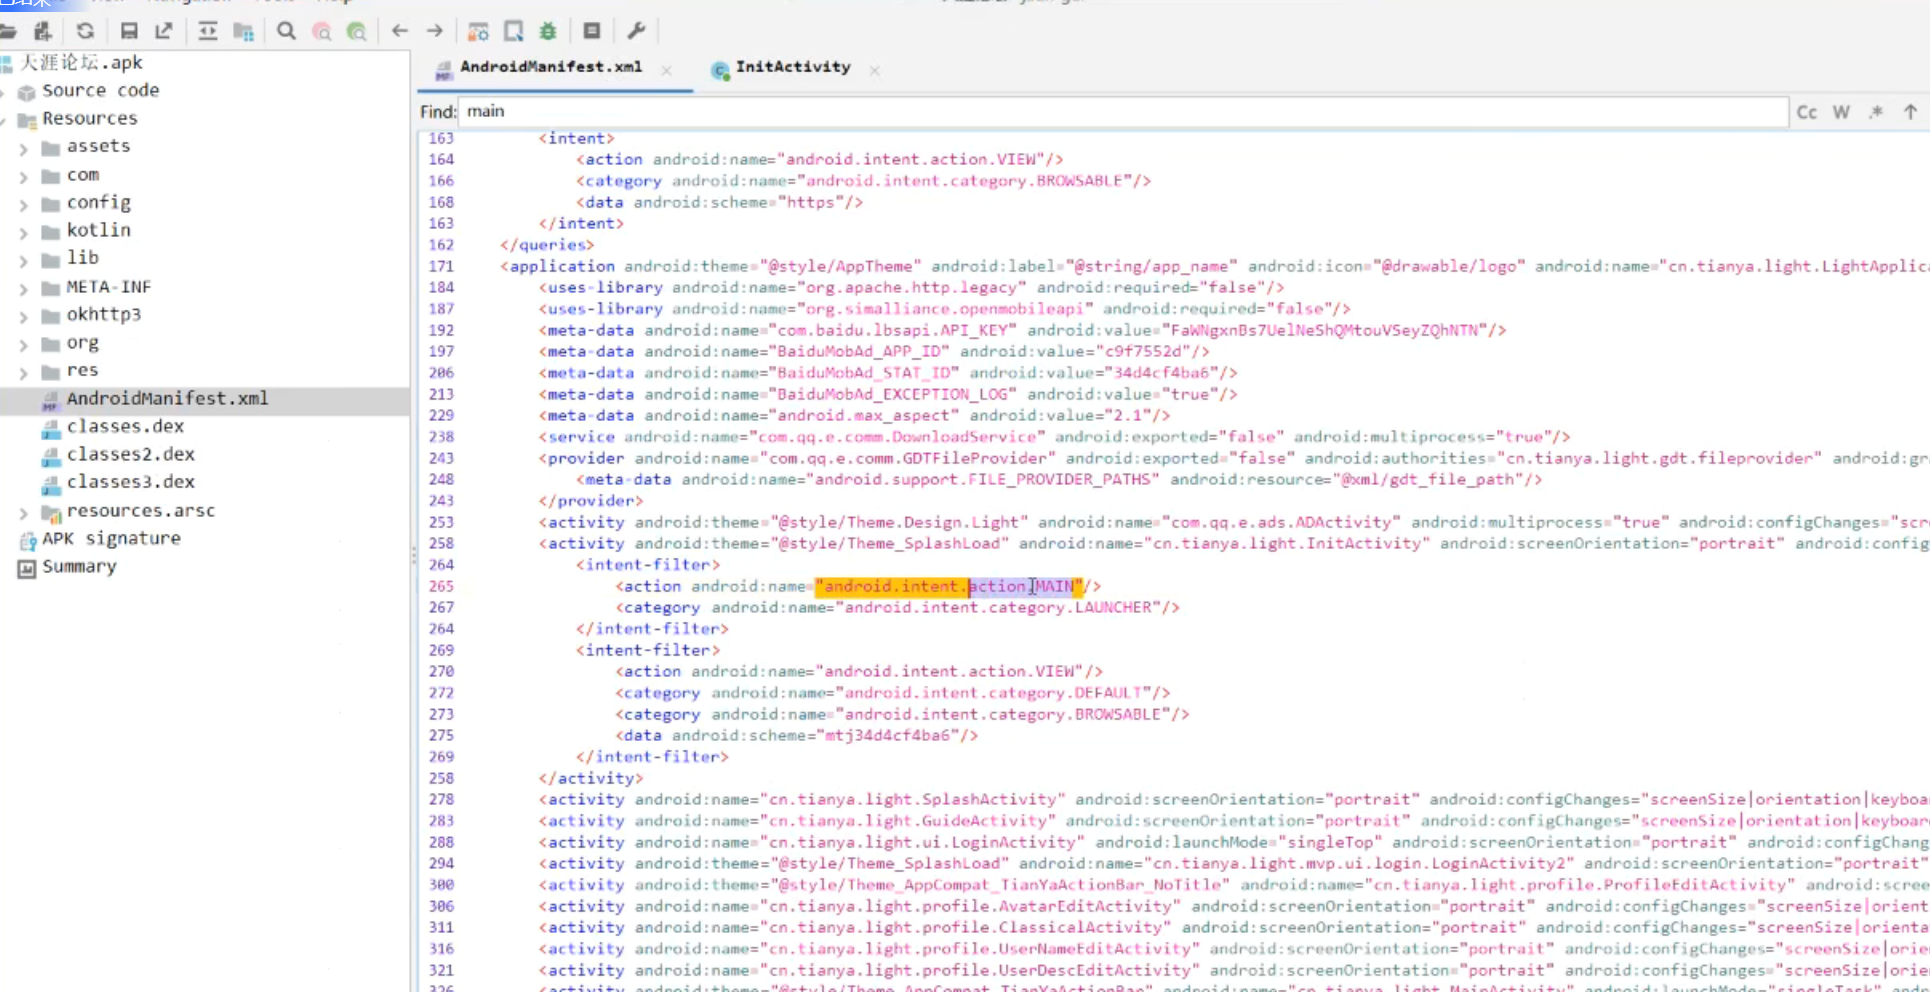 已结束
天涯论坛.apk
Source code
Resources
assets
com
config
kotlin
lib
META-INF
okhttp3
org
res
AndroidManifest.xml
classes.dex
classes2.dex
classes3.dex
resources.arsc
APK signature
Summary
AndroidManifest.xml
InitActivity
Find: main Cc W .*
163 <intent>
164 <action android:name="android.intent.action.VIEW"/>
166 <category android:name="android.intent.category.BROWSABLE"/>
168 <data android:scheme="https"/>
163 </intent>
162 </queries>
171 <application android:theme="@style/AppTheme" android:label="@string/app_name" android:icon="@drawable/logo" android:name="cn.tianya.light.LightApplica
184 <uses-library android:name="org.apache.http.legacy" android:required="false"/>
187 <uses-library android:name="org.simalliance.openmobileapi" android:required="false"/>
192 <meta-data android:name="com.baidu.lbsapi.API_KEY" android:value="FaWNgxnBs7UelNeShQMtouVSeyZQhNTN"/>
197 <meta-data android:name="BaiduMobAd_APP_ID" android:value="c9f7552d"/>
206 <meta-data android:name="BaiduMobAd_STAT_ID" android:value="34d4cf4ba6"/>
213 <meta-data android:name="BaiduMobAd_EXCEPTION_LOG" android:value="true"/>
229 <meta-data android:name="android.max_aspect" android:value="2.1"/>
238 <service android:name="com.qq.e.comm.DownloadService" android:exported="false" android:multiprocess="true"/>
243 <provider android:name="com.qq.e.comm.GDTFileProvider" android:exported="false" android:authorities="cn.tianya.light.gdt.fileprovider" android:gr
248 <meta-data android:name="android.support.FILE_PROVIDER_PATHS" android:resource="@xml/gdt_file_path"/>
243 </provider>
253 <activity android:theme="@style/Theme.Design.Light" android:name="com.qq.e.ads.ADActivity" android:multiprocess="true" android:configChanges="scr
258 <activity android:theme="@style/Theme_SplashLoad" android:name="cn.tianya.light.InitActivity" android:screenOrientation="portrait" android:config
264 <intent-filter>
265 <action android:name="android.intent.action.MAIN"/>
267 <category android:name="android.intent.category.LAUNCHER"/>
264 </intent-filter>
269 <intent-filter>
270 <action android:name="android.intent.action.VIEW"/>
272 <category android:name="android.intent.category.DEFAULT"/>
273 <category android:name="android.intent.category.BROWSABLE"/>
275 <data android:scheme="mtj34d4cf4ba6"/>
269 </intent-filter>
258 </activity>
278 <activity android:name="cn.tianya.light.SplashActivity" android:screenOrientation="portrait" android:configChanges="screenSize|orientation|keyboar
283 <activity android:name="cn.tianya.light.GuideActivity" android:screenOrientation="portrait" android:configChanges="screenSize|orientation|keyboar
288 <activity android:name="cn.tianya.light.ui.LoginActivity" android:launchMode="singleTop" android:screenOrientation="portrait" android:configChang
294 <activity android:theme="@style/Theme_SplashLoad" android:name="cn.tianya.light.mvp.ui.login.LoginActivity2" android:screenOrientation="portrait"
300 <activity android:theme="@style/Theme_AppCompat_TianYaActionBar_NoTitle" android:name="cn.tianya.light.profile.ProfileEditActivity" android:scree
306 <activity android:name="cn.tianya.light.profile.AvatarEditActivity" android:screenOrientation="portrait" android:configChanges="screenSize|orient
311 <activity android:name="cn.tianya.light.profile.ClassicalActivity" android:screenOrientation="portrait" android:configChanges="screenSize|orienta
316 <activity android:name="cn.tianya.light.profile.UserNameEditActivity" android:screenOrientation="portrait" android:configChanges="screenSize|orie
321 <activity android:name="cn.tianya.light.profile.UserDescEditActivity" android:screenOrientation="portrait" android:configChanges="screenSize|orie
326 <activity android:theme="@style/Theme_AppCompat_TianYaActionBar" android:name="cn.tianya.light.MainActivity" android:launchMode="singleTask" andr